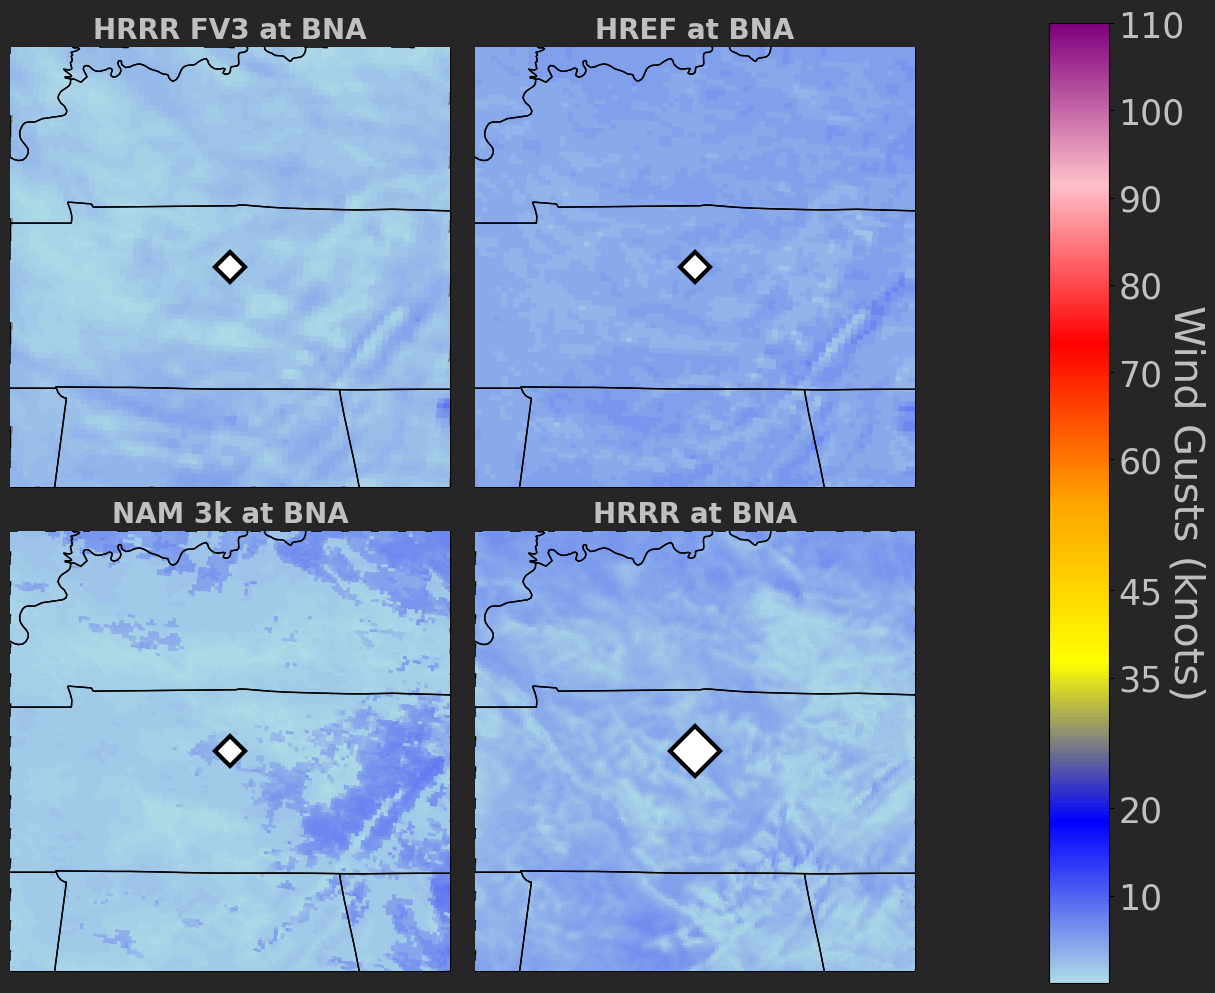 HRRR FV3 at BNA
HREF at BNA
NAM 3k at BNA
HRRR at BNA
110
100
90
80
70
60
45
35
20
10
Wind Gusts (knots)